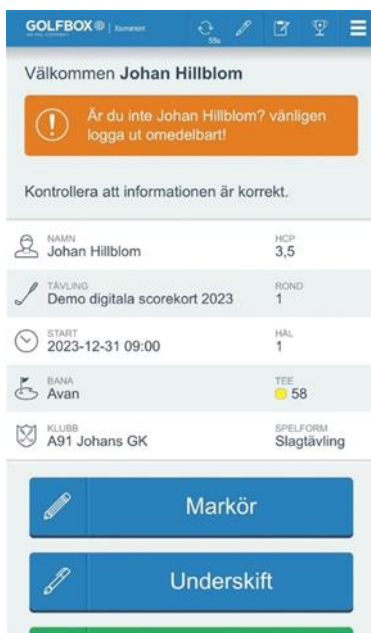 GOLFBOX
55s
Välkommen Johan Hillblom
Är du inte Johan Hillblom? vänligen
logga ut omedelbart!
Kontrollera att informationen är korrekt.
NAMN HCP
Johan Hillblom 3,5
TÄVLING ROND
Demo digitala scorekort 2023 1
START HÅL
2023-12-31 09:00 1
BANA TEE
Avan 58
KLUBB SPELFORM
A91 Johans GK Slagtävling
Markör
Underskift